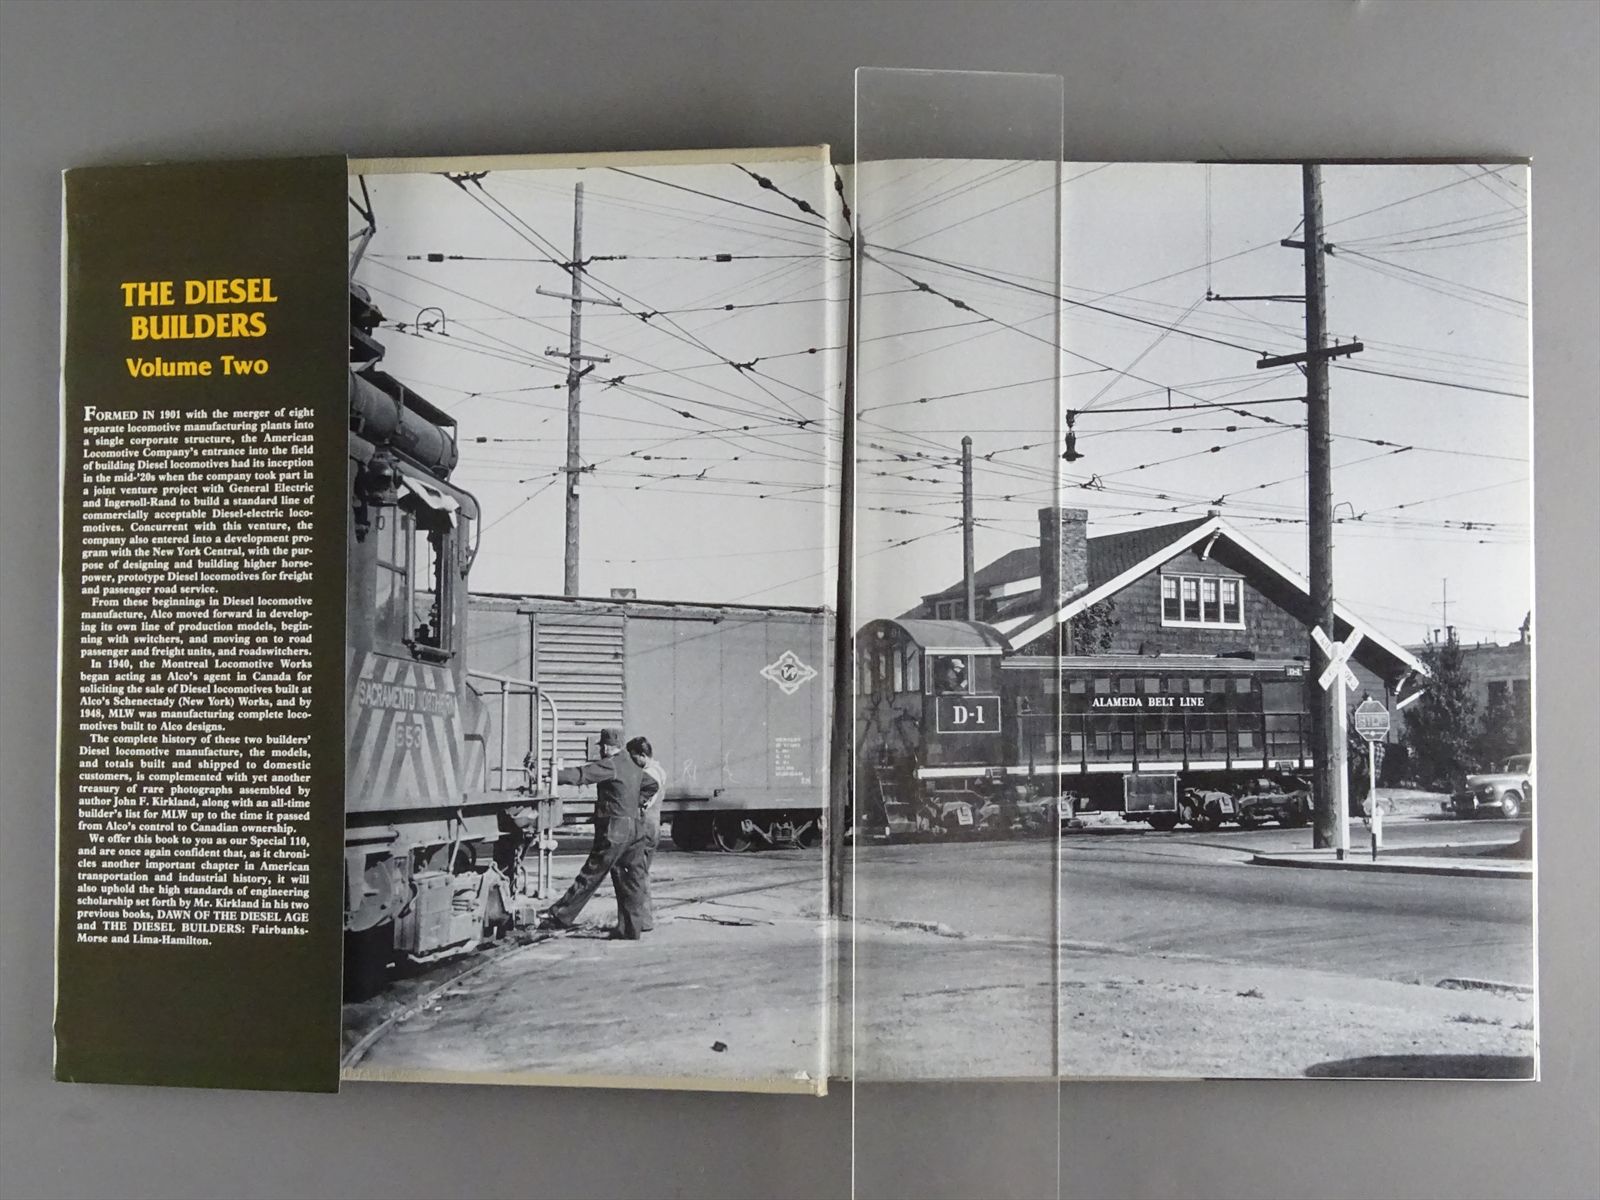 THE DIESEL
BUILDERS
Volume Two
FORMED IN 1901 with the merger of eight
separate locomotive manufacturing plants into
a single corporate structure, the American
Locomotive Company's entrance into the field
of building Diesel locomotives had its inception
in the mid-'20s when the company took part in
a joint venture project with General Electric
and Ingersoll-Rand to build a standard line of
commercially acceptable Diesel-electric loco-
motives. Concurrent with this venture, the
company also entered into a development pro-
gram with the New York Central, with the pur-
pose of designing and building higher horse-
power, prototype Diesel locomotives for freight
and passenger road service.
From these beginnings in Diesel locomotive
manufacture, Alco moved forward in develop-
ing its own line of production models, begin-
ning with switchers, and moving on to road
passenger and freight units, and roadswitchers.
In 1940, the Montreal Locomotive Works
began acting as Alco's agent in Canada for
soliciting the sale of Diesel locomotives built at
Alco's Schenectady (New York) Works, and by
1948, MLW was manufacturing complete loco-
motives built to Alco designs.
The complete history of these two builders'
Diesel locomotive manufacture, the models,
and totals built and shipped to domestic
customers, is complemented with yet another
treasury of rare photographs assembled by
author John F. Kirkland, along with an all-time
builder's list for MLW up to the time it passed
from Alco's control to Canadian ownership.
We offer this book to you as our Special 110,
and are once again confident that, as it chroni-
cles another important chapter in American
transportation and industrial history, it will
also uphold the high standards of engineering
scholarship set forth by Mr. Kirkland in his two
previous books, DAWN OF THE DIESEL AGE
and THE DIESEL BUILDERS: Fairbanks-
Morse and Lima-Hamilton.
SACRAMENTO NORTHERN
653
D-1
ALAMEDA BELT LINE
D-1
STOP